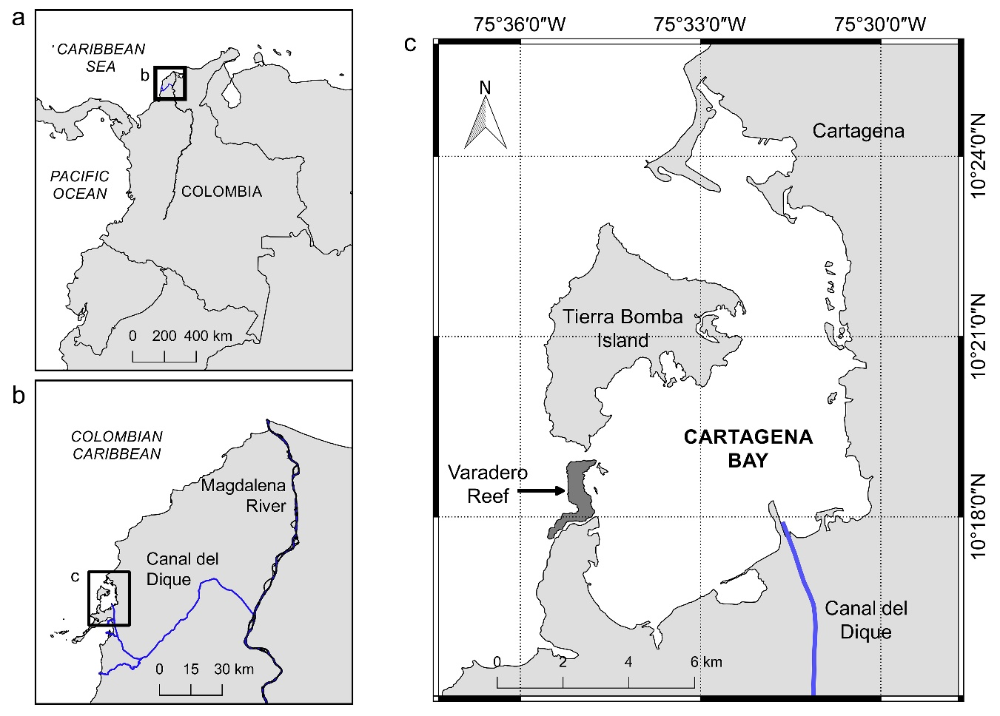 a
' CARIBBEAN
SEA
b
PACIFIC
OCEAN
COLOMBIA
0 200 400 km
b
COLOMBIAN
CARIBBEAN
Magdalena
River
Canal del
Dique
c
0 15 30 km
c
75°36'0"W 75°33'0"W 75°30'0"W
N
Cartagena
10°24'0"N
Tierra Bomba
Island
10°21'0"N
CARTAGENA
BAY
Varadero
Reef
10°18'0"N
Canal del
Dique
0 2 4 6 km